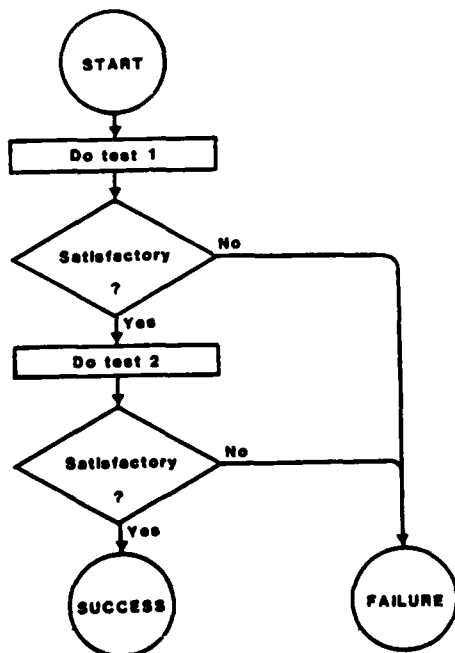 START
Do test 1
Satisfactory
?
No
Yes
Do test 2
Satisfactory
?
No
Yes
SUCCESS
FAILURE